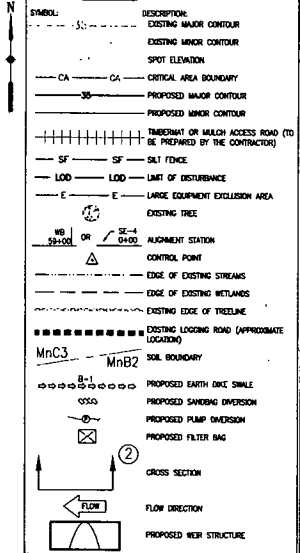 N
SYMBOL: DESCRIPTION:
35 EXISTING MAJOR CONTOUR
EXISTING MINOR CONTOUR
SPOT ELEVATION
CA CA CRITICAL AREA BOUNDARY
35 PROPOSED MAJOR CONTOUR
PROPOSED MINOR CONTOUR
TIMBERMAT OR MULCH ACCESS ROAD (TO
BE PREPARED BY THE CONTRACTOR)
SF SF SILT FENCE
LOD LOD LIMIT OF DISTURBANCE
E E LARGE EQUIPMENT EXCLUSION AREA
EXISTING TREE
WB 59+00 OR SE-4 0+00 ALIGNMENT STATION
CONTROL POINT
EDGE OF EXISTING STREAMS
EDGE OF EXISTING WETLANDS
EXISTING EDGE OF TREELINE
EXISTING LOGGING ROAD (APPROXIMATE
LOCATION)
MnC3 MnB2 SOIL BOUNDARY
B-1 PROPOSED EARTH DIKE SWALE
PROPOSED SANDBAG DIVERSION
P PROPOSED PUMP DIVERSION
PROPOSED FILTER BAG
2
CROSS SECTION
FLOW FLOW DIRECTION
PROPOSED WEIR STRUCTURE